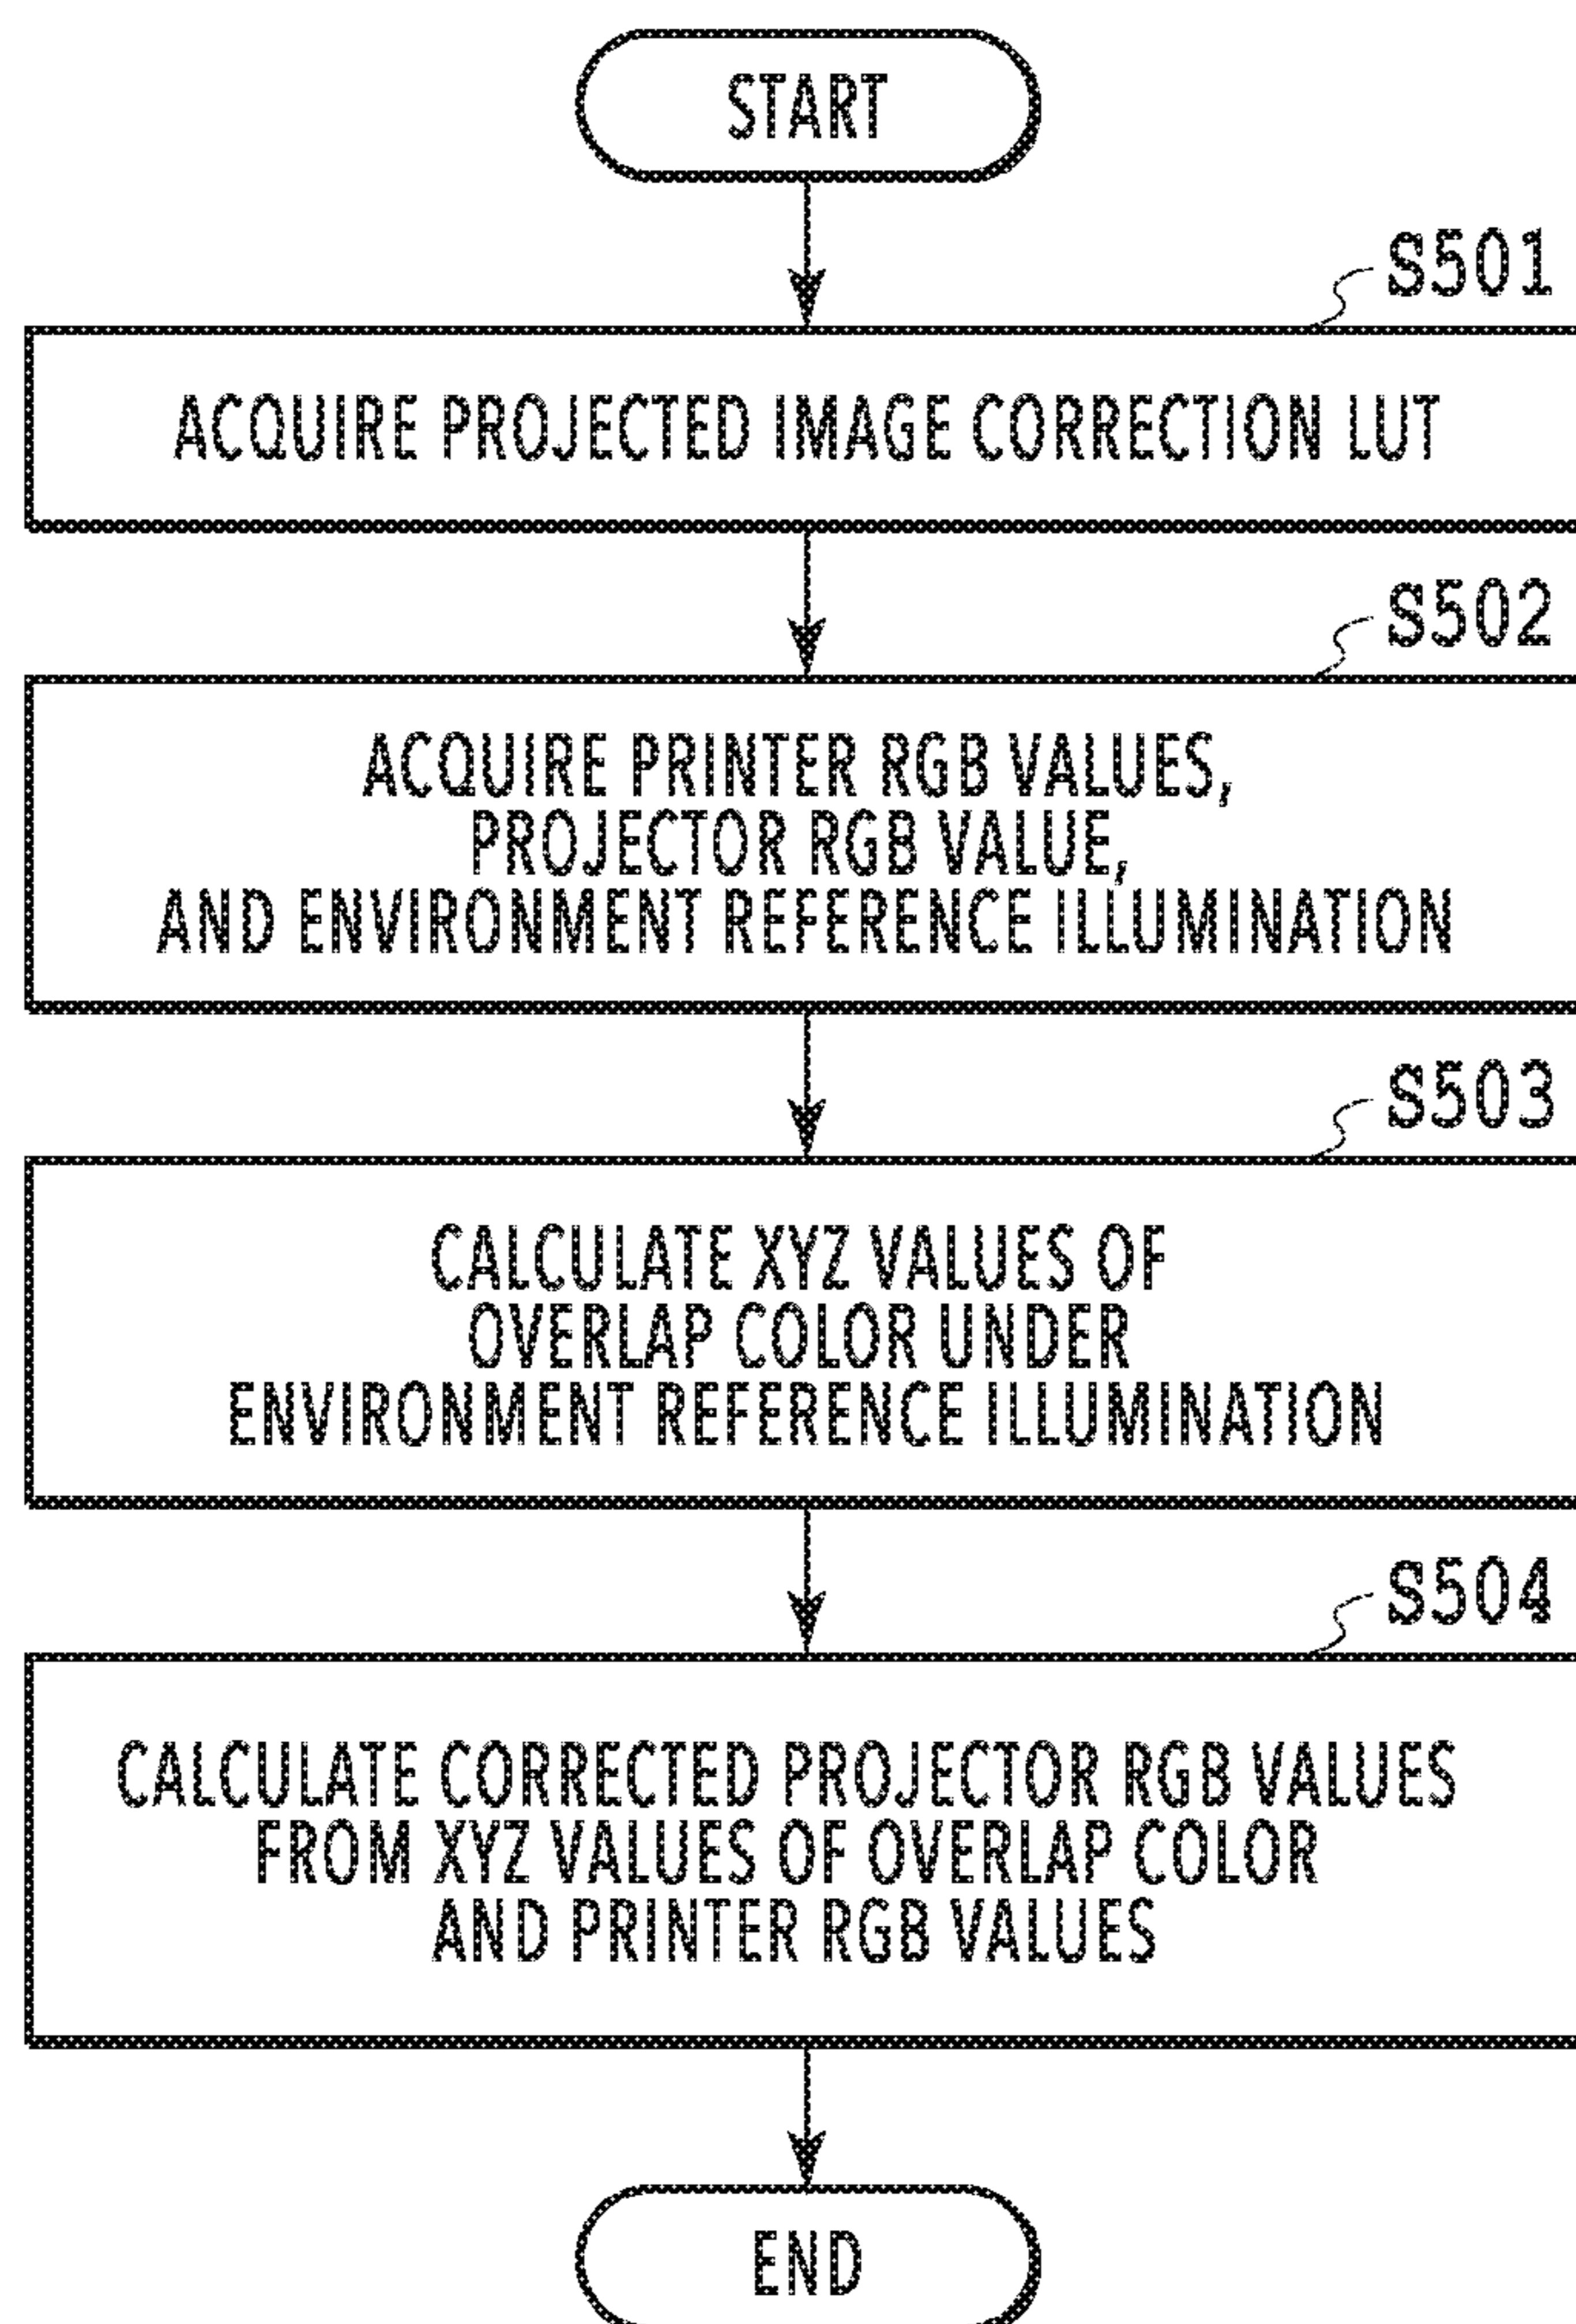 START
S501
ACQUIRE PROJECTED IMAGE CORRECTION LUT
S502
ACQUIRE PRINTER RGB VALUES,
PROJECTOR RGB VALUE,
AND ENVIRONMENT REFERENCE ILLUMINATION
S503
CALCULATE XYZ VALUES OF
OVERLAP COLOR UNDER
ENVIRONMENT REFERENCE ILLUMINATION
S504
CALCULATE CORRECTED PROJECTOR RGB VALUES
FROM XYZ VALUES OF OVERLAP COLOR
AND PRINTER RGB VALUES
END